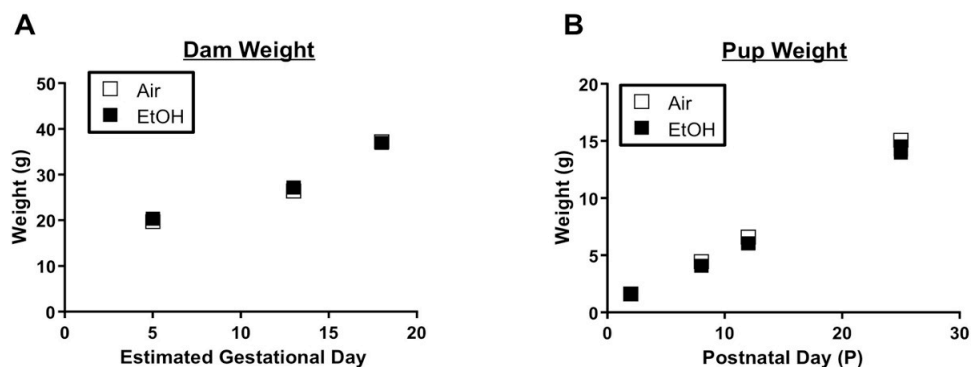 A
Dam Weight
Air
EtOH
50
40
30
20
10
0
Weight (g)
0 5 10 15 20
Estimated Gestational Day
B
Pup Weight
Air
EtOH
20
15
10
5
0
Weight (g)
0 10 20 30
Postnatal Day (P)